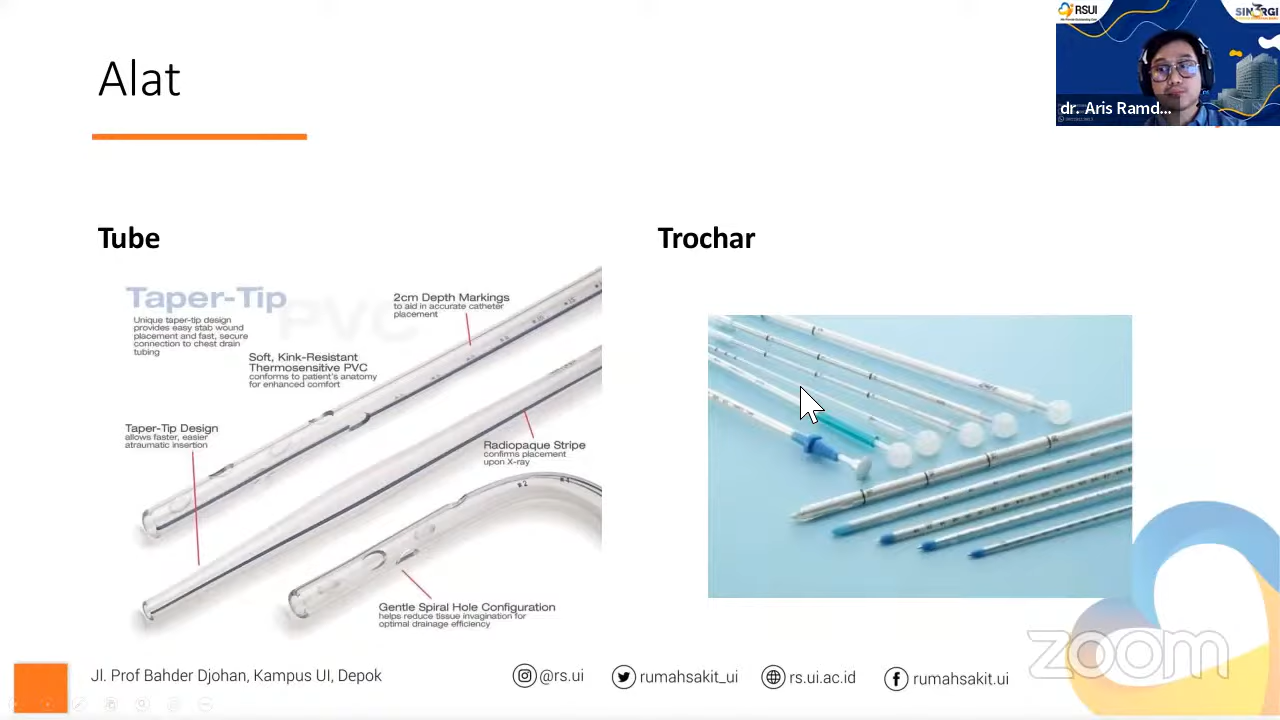 Alat
RSUI
SINERGI
dr. Aris Ramd...
Tube
Trochar
Taper-Tip
Unique taper-tip design
provides easy stab wound
placement and fast, secure
connection to chest drain
tubing
PVC
2cm Depth Markings
to aid in accurate catheter
placement
Soft, Kink-Resistant
Thermosensitive PVC
conforms to patient's anatomy
for enhanced comfort
Taper-Tip Design
allows faster, easier
atraumatic insertion
Radiopaque Stripe
confirms placement
upon X-ray
Gentle Spiral Hole Configuration
helps reduce tissue invagination for
optimal drainage efficiency
Jl. Prof Bahder Djohan, Kampus UI, Depok
@rs.ui
rumahsakit_ui
rs.ui.ac.id
rumahsakit.ui
zoom